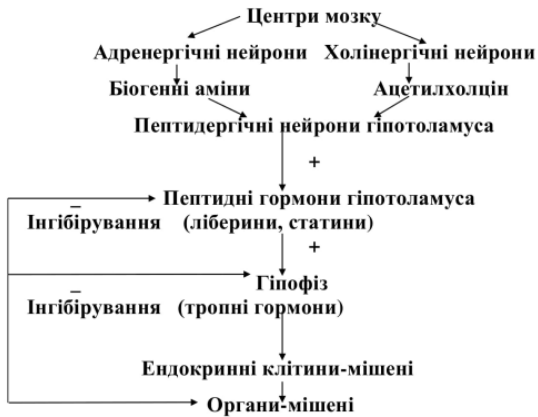 Центри мозку
Адренергічні нейрони Холінергічні нейрони
Біогенні аміни Ацетилхолцін
Пептидергічні нейрони гіпотоламуса
+
Пептидні гормони гіпотоламуса
–
Інгібірування (ліберини, статини)
+
Гіпофіз
–
Інгібірування (тропні гормони)
Ендокринні клітини-мішені
Органи-мішені